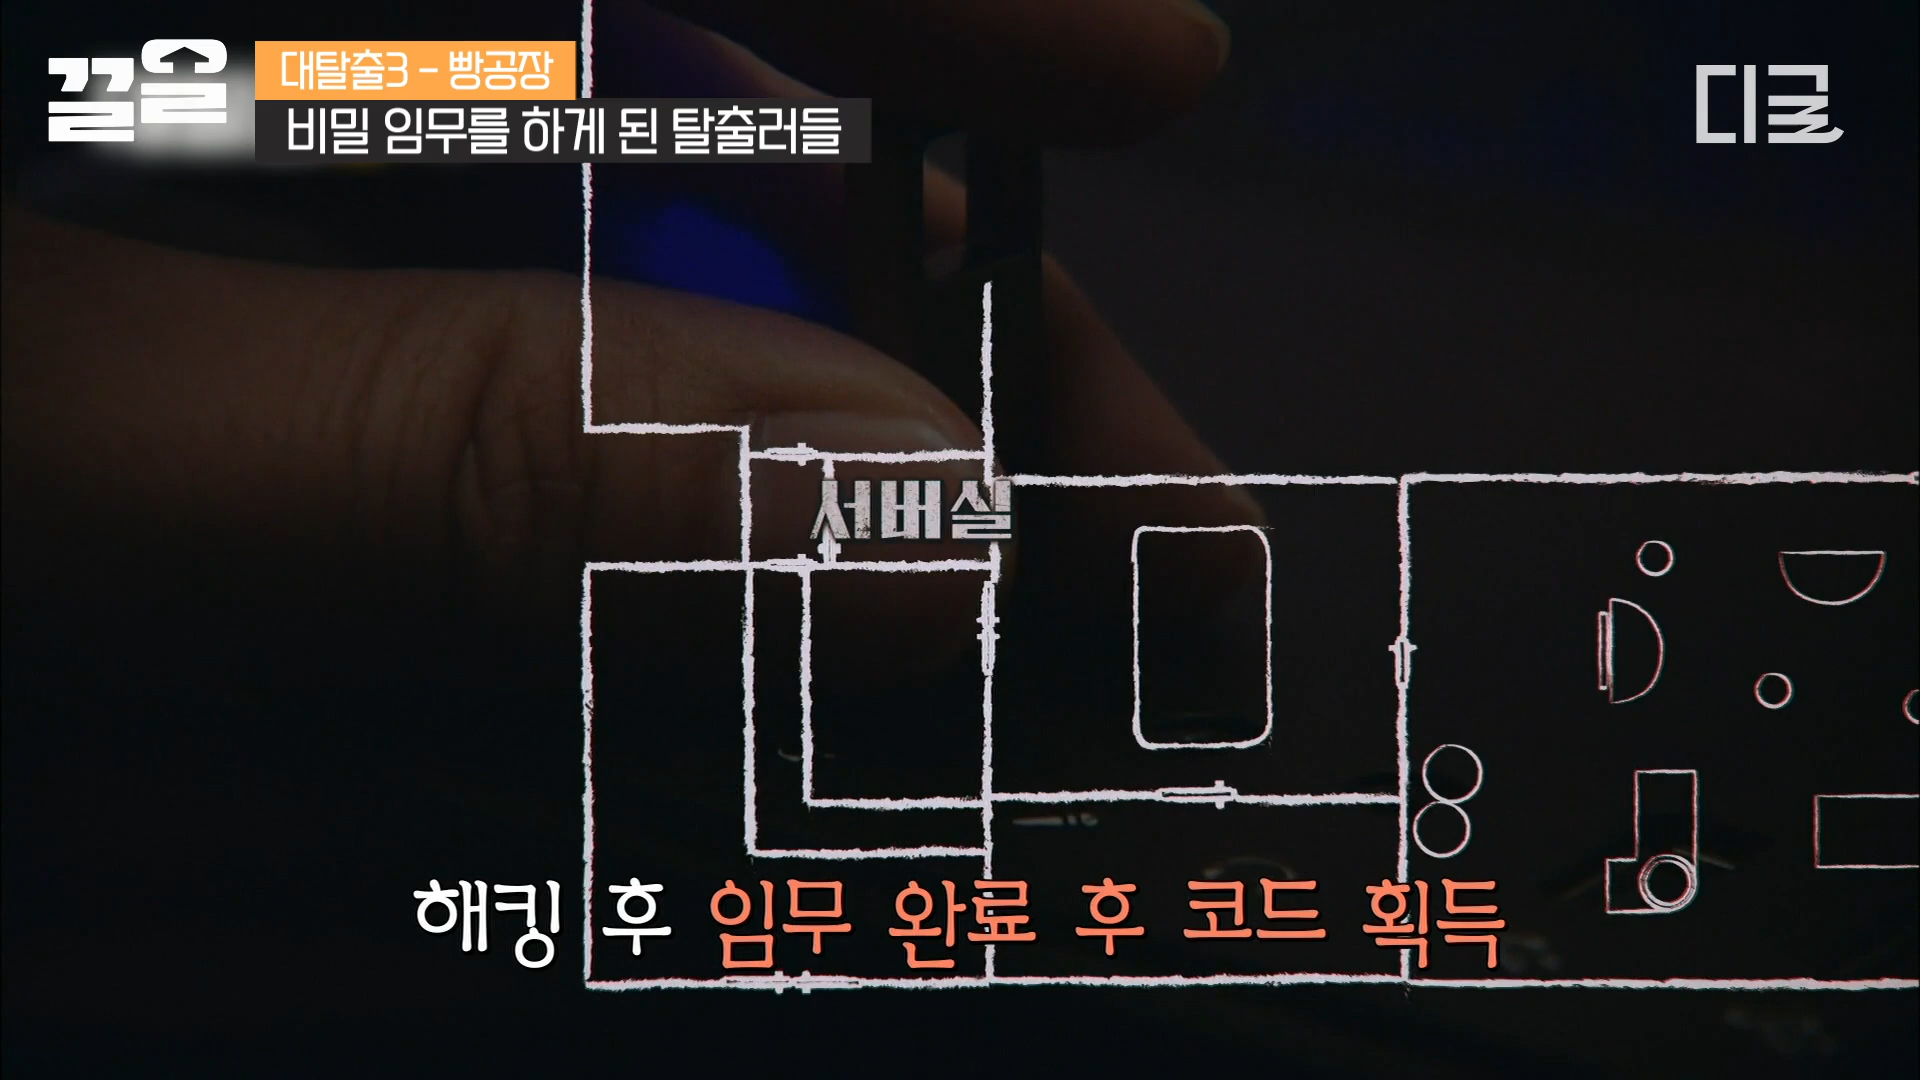 끌올
대탈출3 - 빵공장
비밀 임무를 하게 된 탈출러들
디글
서버실
해킹 후 임무 완료 후 코드 획득